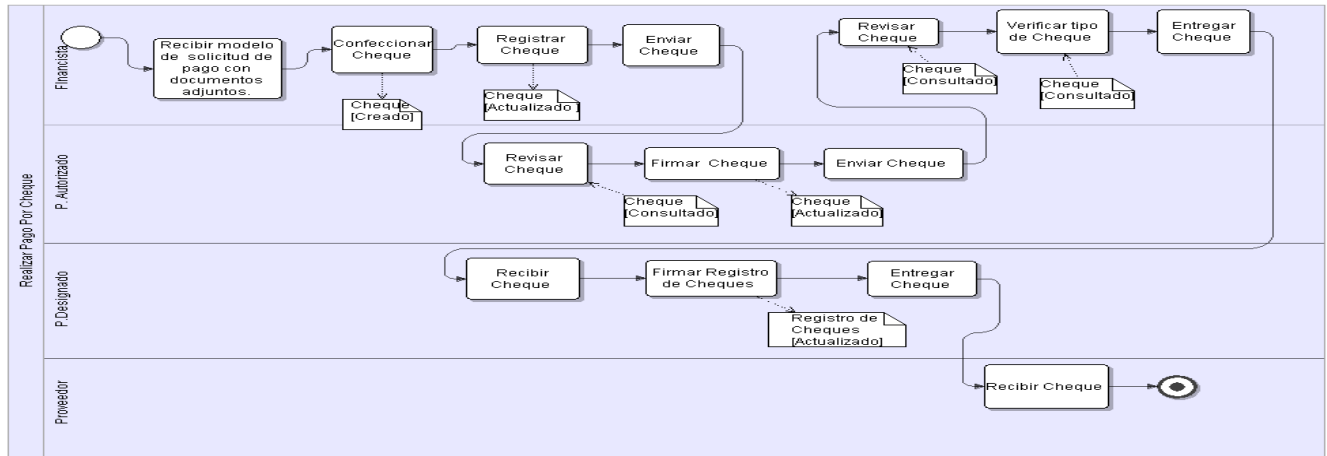 Realizar Pago Por Cheque
Financista
Recibir modelo
de solicitud de
pago con
documentos
adjuntos.
Confeccionar
Cheque
Cheque
[Creado]
Registrar
Cheque
Cheque
[Actualizado ]
Enviar
Cheque
Revisar
Cheque
Cheque
[Consultado]
Verificar tipo
de Cheque
Cheque
[Consultado]
Entregar
Cheque
P. Autorizado
Revisar
Cheque
Cheque
[Consultado]
Firmar Cheque
Cheque
[Actualizado]
Enviar Cheque
P.Designado
Recibir
Cheque
Firmar Registro
de Cheques
Registro de
Cheques
[Actualizado]
Entregar
Cheque
Proveedor
Recibir Cheque